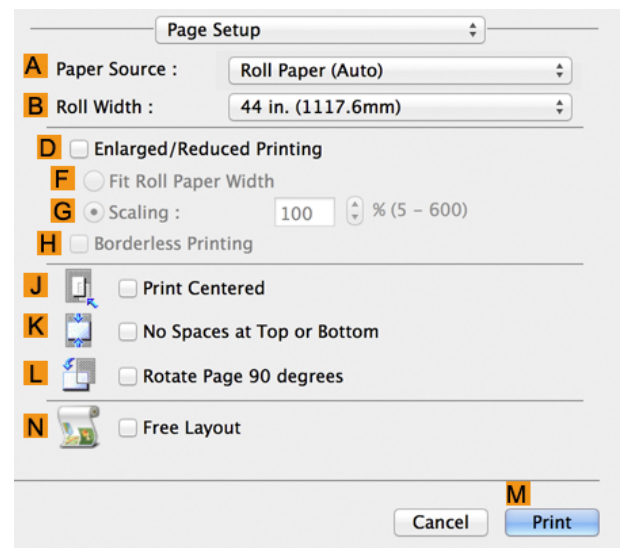 Page Setup
A Paper Source : Roll Paper (Auto)
B Roll Width : 44 in. (1117.6mm)
D Enlarged/Reduced Printing
F Fit Roll Paper Width
G Scaling : 100 % (5 – 600)
H Borderless Printing
J Print Centered
K No Spaces at Top or Bottom
L Rotate Page 90 degrees
N Free Layout
M
Cancel Print